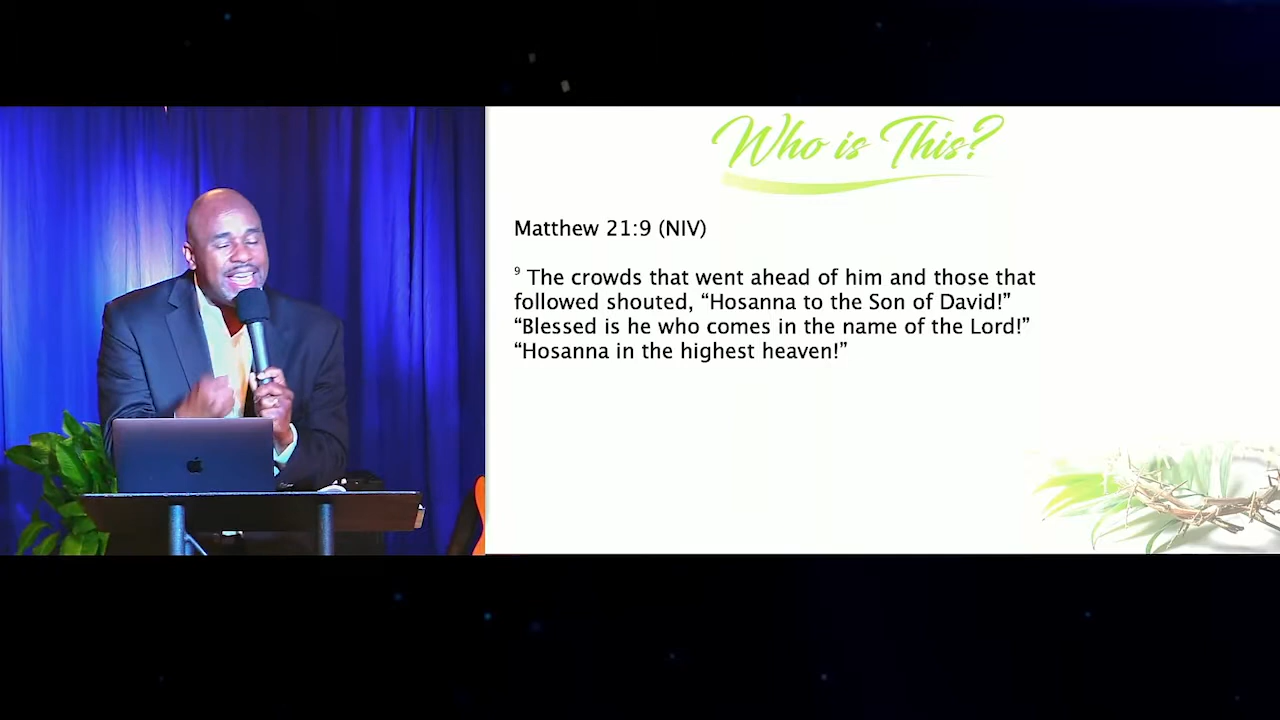 Who is This?
Matthew 21:9 (NIV)
9 The crowds that went ahead of him and those that
followed shouted, “Hosanna to the Son of David!”
“Blessed is he who comes in the name of the Lord!”
“Hosanna in the highest heaven!”